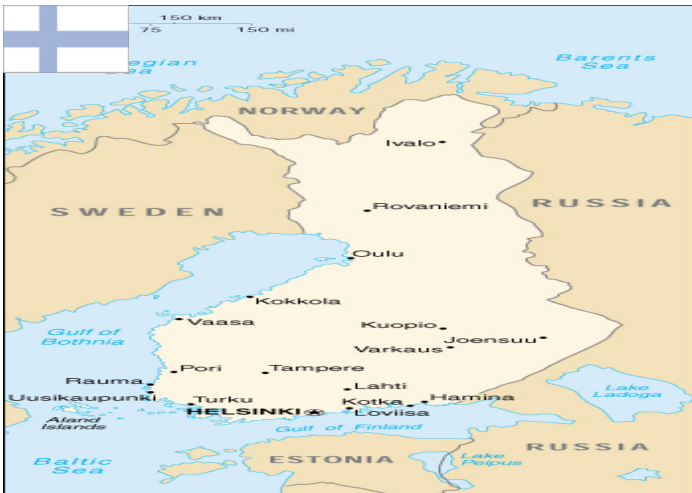 150 km
75 150 mi
egian
Sea
Barents
Sea
NORWAY
Ivalo
SWEDEN
RUSSIA
Rovaniemi
Oulu
Kokkola
Gulf of
Bothnia
Vaasa
Kuopio
Joensuu
Varkaus
Pori
Tampere
Rauma
Lahti
Uusikaupunki
Turku
Kotka
Hamina
Lake
Ladoga
HELSINKI
Loviisa
Aland
Islands
Gulf of Finland
Baltic
Sea
ESTONIA
Lake
Peipus
RUSSIA